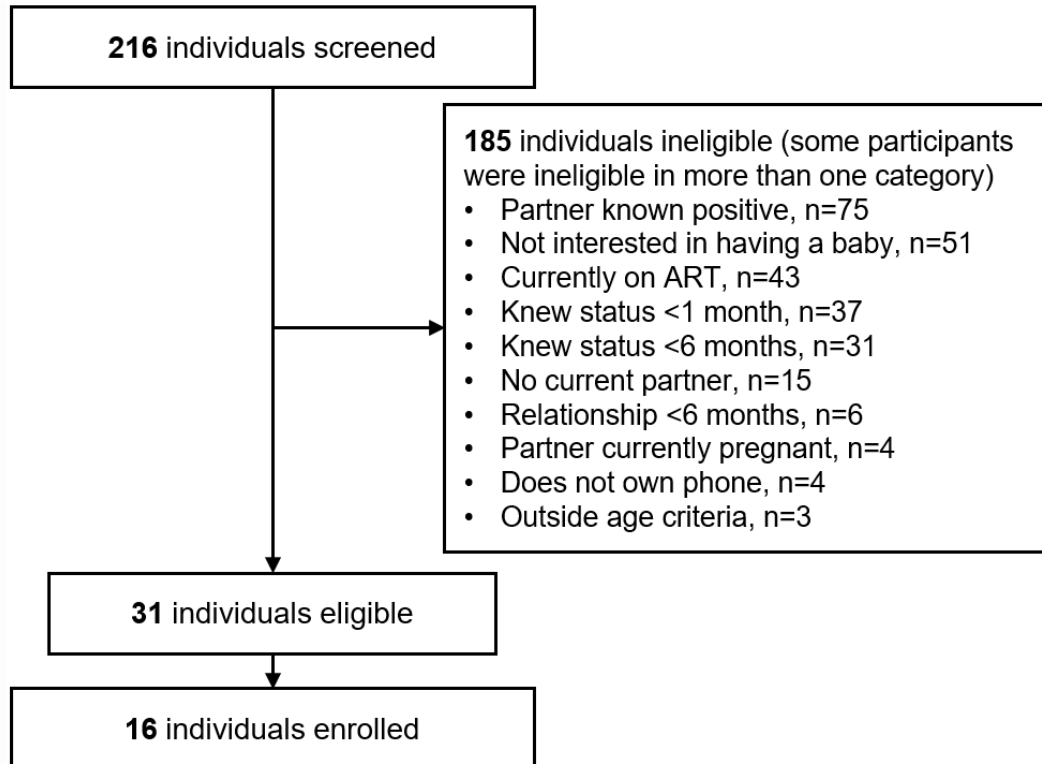 216 individuals screened
185 individuals ineligible (some participants
were ineligible in more than one category)
• Partner known positive, n=75
• Not interested in having a baby, n=51
• Currently on ART, n=43
• Knew status <1 month, n=37
• Knew status <6 months, n=31
• No current partner, n=15
• Relationship <6 months, n=6
• Partner currently pregnant, n=4
• Does not own phone, n=4
• Outside age criteria, n=3
31 individuals eligible
16 individuals enrolled